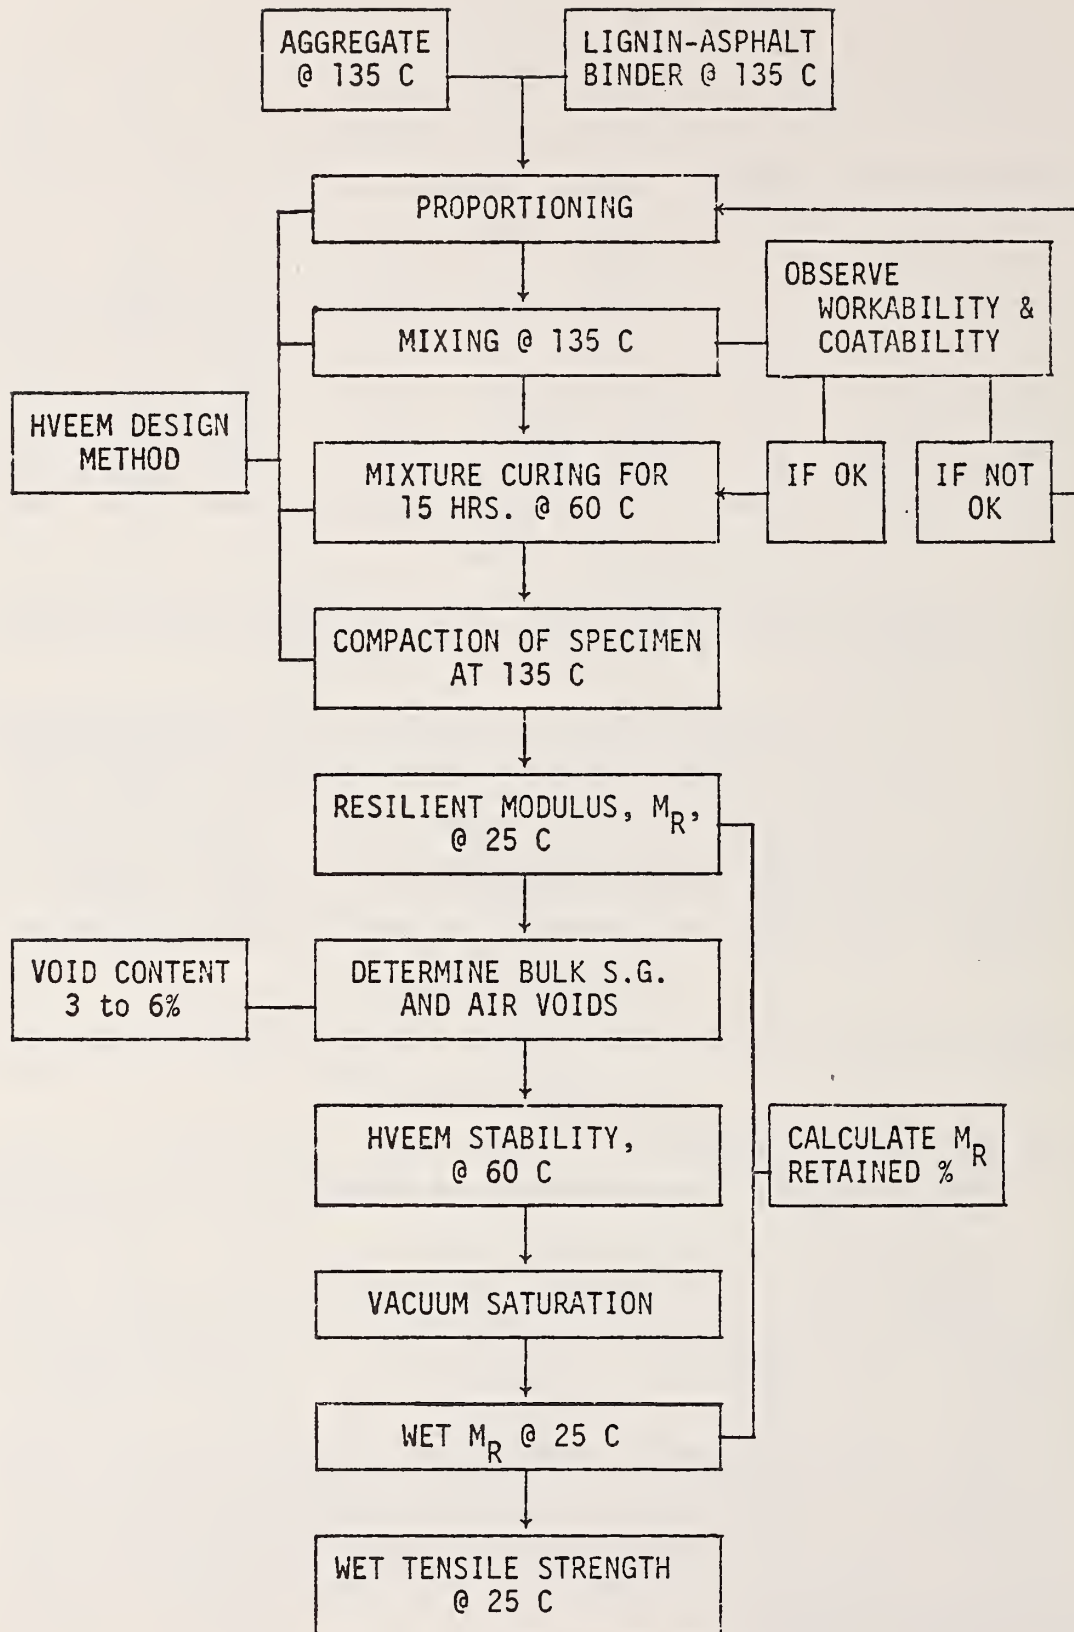 AGGREGATE
@ 135 C
LIGNIN-ASPHALT
BINDER @ 135 C
PROPORTIONING
OBSERVE
WORKABILITY &
COATABILITY
MIXING @ 135 C
HVEEM DESIGN
METHOD
MIXTURE CURING FOR
15 HRS. @ 60 C
IF OK
IF NOT
OK
COMPACTION OF SPECIMEN
AT 135 C
RESILIENT MODULUS, MR,
@ 25 C
VOID CONTENT
3 to 6%
DETERMINE BULK S.G.
AND AIR VOIDS
HVEEM STABILITY,
@ 60 C
CALCULATE MR
RETAINED %
VACUUM SATURATION
WET MR @ 25 C
WET TENSILE STRENGTH
@ 25 C